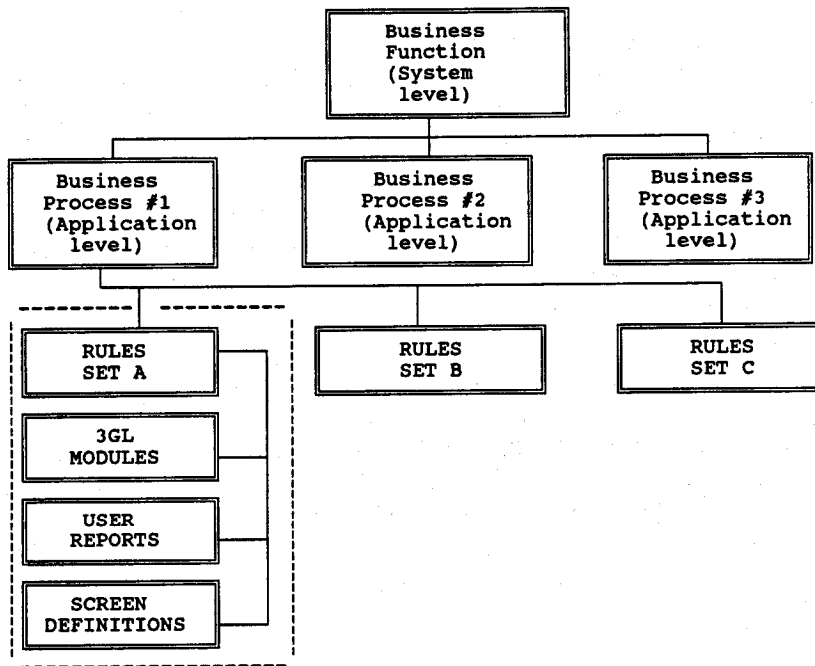 Business
Function
(System
level)
Business
Process #1
(Application
level)
Business
Process #2
(Application
level)
Business
Process #3
(Application
level)
RULES
SET A
RULES
SET B
RULES
SET C
3GL
MODULES
USER
REPORTS
SCREEN
DEFINITIONS